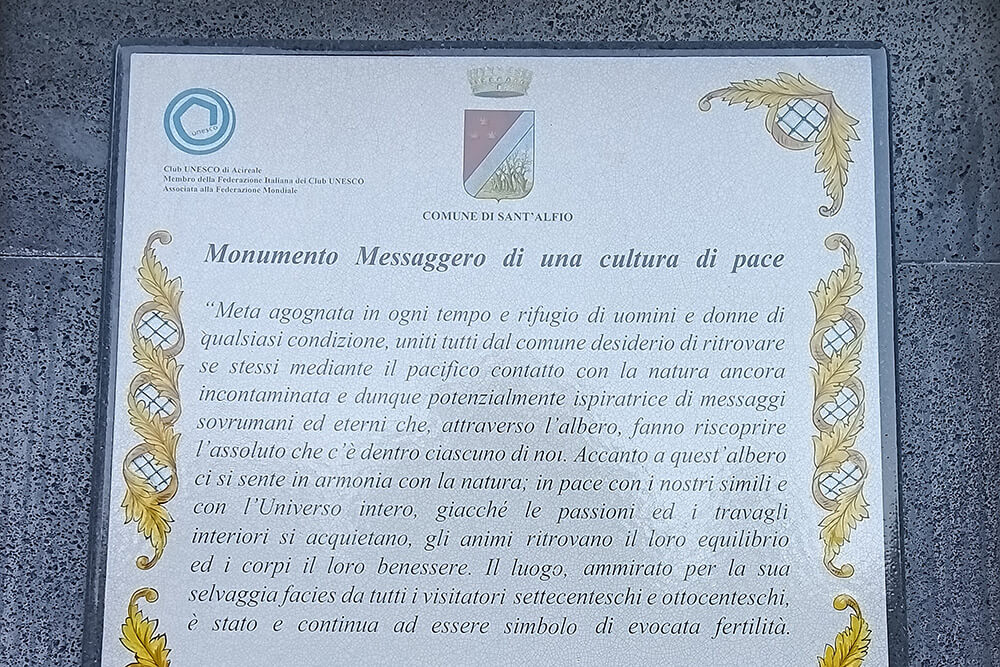 unesco
Club UNESCO di Acireale
Membro della Federazione Italiana dei Club UNESCO
Associata alla Federazione Mondiale
COMUNE DI SANT'ALFIO
Monumento Messaggero di una cultura di pace
“Meta agognata in ogni tempo e rifugio di uomini e donne di
qualsiasi condizione, uniti tutti dal comune desiderio di ritrovare
se stessi mediante il pacifico contatto con la natura ancora
incontaminata e dunque potenzialmente ispiratrice di messaggi
sovrumani ed eterni che, attraverso l'albero, fanno riscoprire
l'assoluto che c'è dentro ciascuno di noi. Accanto a quest'albero
ci si sente in armonia con la natura; in pace con i nostri simili e
con l'Universo intero, giacché le passioni ed i travagli
interiori si acquietano, gli animi ritrovano il loro equilibrio
ed i corpi il loro benessere. Il luogo, ammirato per la sua
selvaggia facies da tutti i visitatori settecenteschi e ottocenteschi,
è stato e continua ad essere simbolo di evocata fertilità.